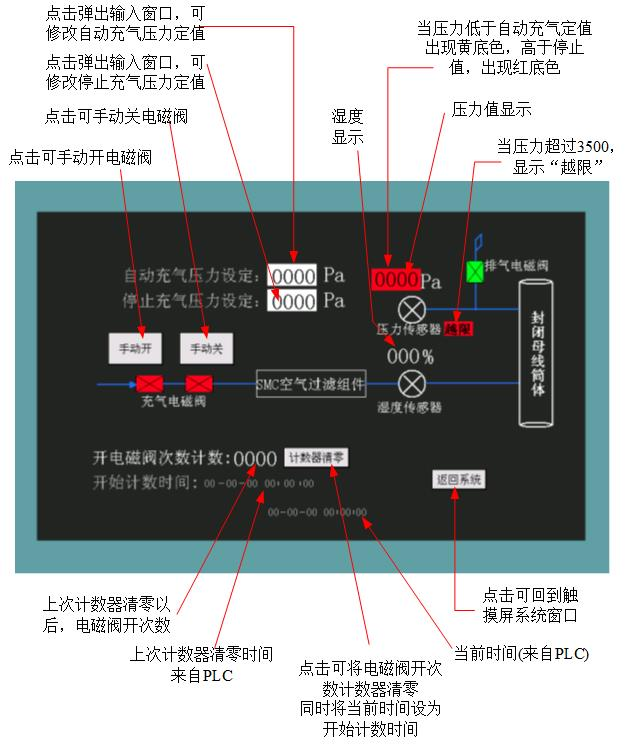 点击弹出输入窗口，可
修改自动充气压力定值
点击弹出输入窗口，可
修改停止充气压力定值
点击可手动关电磁阀
点击可手动开电磁阀
当压力低于自动充气定值
出现黄底色，高于停止
值，出现红底色
湿度
显示
压力值显示
当压力超过3500，
显示“越限”
自动充气压力设定: 0000 Pa
停止充气压力设定: 0000 Pa
0000 Pa
排气电磁阀
压力传感器 越限
封闭母线筒体
手动开 手动关
000%
充气电磁阀
SMC空气过滤组件
湿度传感器
开电磁阀次数计数:0000 计数器清零
开始计数时间: 00-00-00 00:00:00
返回系统
00-00-00 00:00:00
上次计数器清零以
后，电磁阀开次数
上次计数器清零时间
来自PLC
点击可将电磁阀开次
数计数器清零
同时将当前时间设为
开始计数时间
当前时间(来自PLC)
点击可回到触
摸屏系统窗口